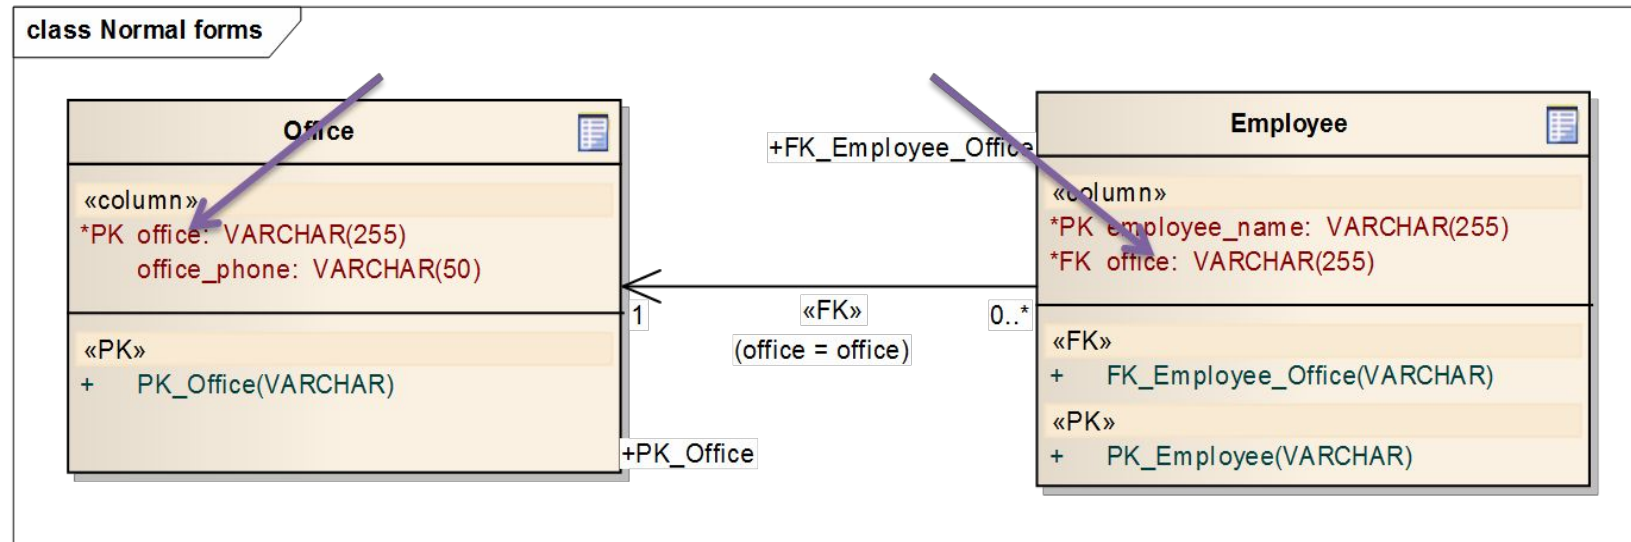 class Normal forms
Office
«column»
*PK office: VARCHAR(255)
office_phone: VARCHAR(50)
«PK»
+ PK_Office(VARCHAR)
+FK_Employee_Office
1
«FK»
0..*
(office = office)
+PK_Office
Employee
«column»
*PK employee_name: VARCHAR(255)
*FK office: VARCHAR(255)
«FK»
+ FK_Employee_Office(VARCHAR)
«PK»
+ PK_Employee(VARCHAR)